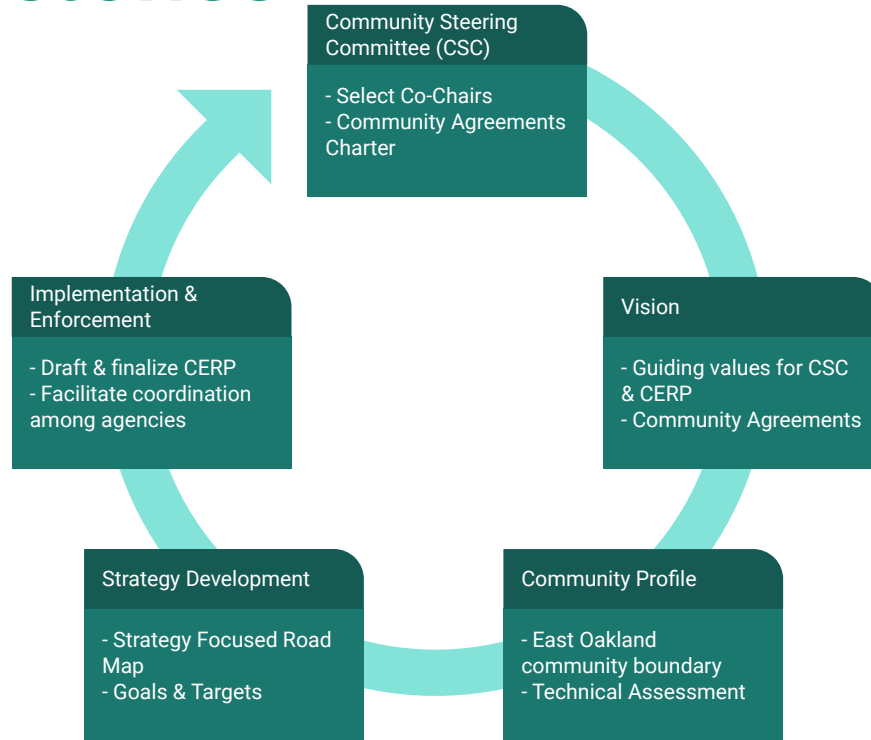 Community Steering
Committee (CSC)
- Select Co-Chairs
- Community Agreements
Charter
Vision
- Guiding values for CSC
& CERP
- Community Agreements
Community Profile
- East Oakland
community boundary
- Technical Assessment
Strategy Development
- Strategy Focused Road
Map
- Goals & Targets
Implementation &
Enforcement
- Draft & finalize CERP
- Facilitate coordination
among agencies